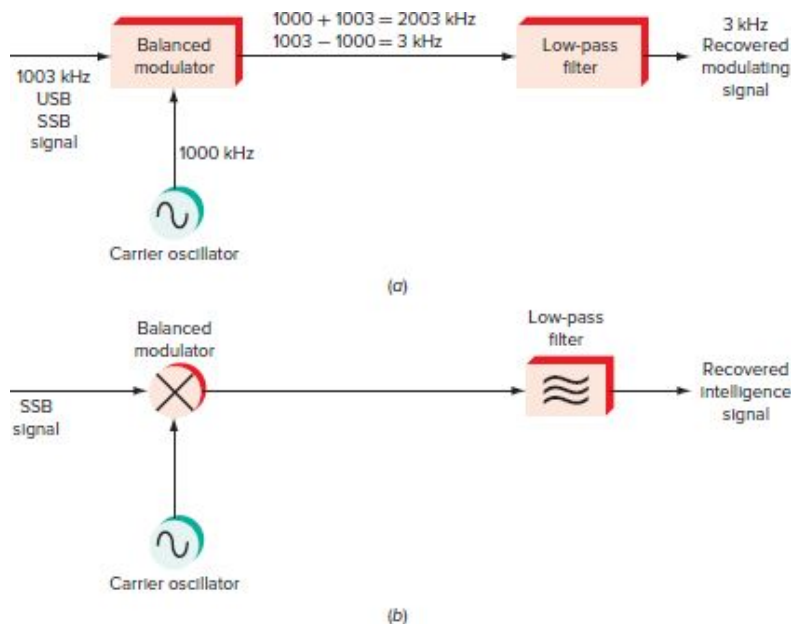 1000 + 1003 = 2003 kHz
1003 − 1000 = 3 kHz
Balanced
modulator
Low-pass
filter
3 kHz
Recovered
modulating
signal
1003 kHz
USB
SSB
signal
1000 kHz
Carrier oscillator
(a)
Balanced
modulator
Low-pass
filter
SSB
signal
Recovered
intelligence
signal
Carrier oscillator
(b)